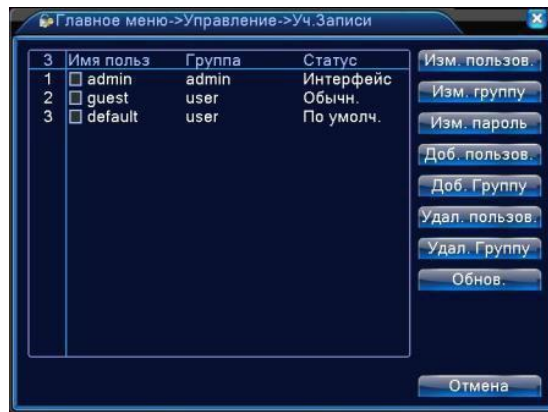 Главное меню->Управление->Уч.Записи
3 Имя польз Группа Статус
1 admin admin Интерфейс
2 guest user Обычн.
3 default user По умолч.
Изм. пользов.
Изм. группу
Изм. пароль
Доб. пользов.
Доб. Группу
Удал. пользов.
Удал. Группу
Обнов.
Отмена